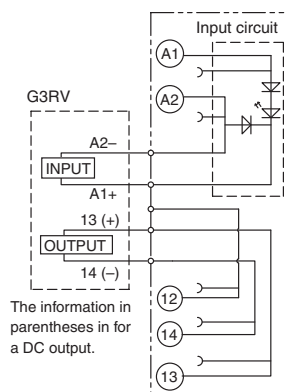 Input circuit
A1
A2
G3RV
A2–
INPUT
A1+
13 (+)
OUTPUT
14 (–)
12
14
13
The information in
parentheses in for
a DC output.